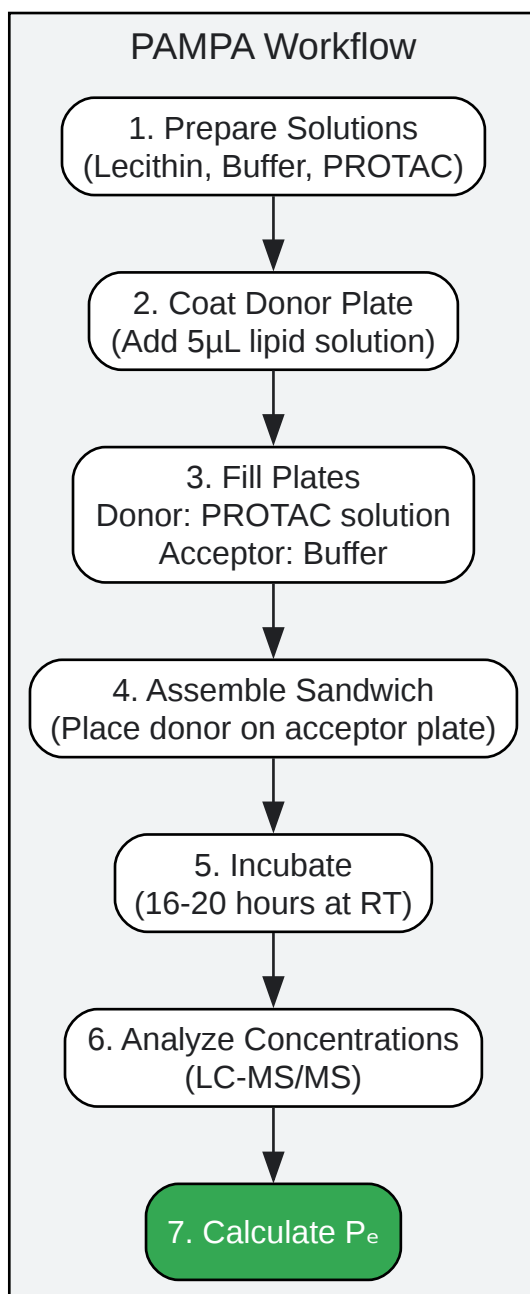 PAMPA Workflow
1. Prepare Solutions
(Lecithin, Buffer, PROTAC)
2. Coat Donor Plate
(Add 5µL lipid solution)
3. Fill Plates
Donor: PROTAC solution
Acceptor: Buffer
4. Assemble Sandwich
(Place donor on acceptor plate)
5. Incubate
(16-20 hours at RT)
6. Analyze Concentrations
(LC-MS/MS)
7. Calculate Pₑ